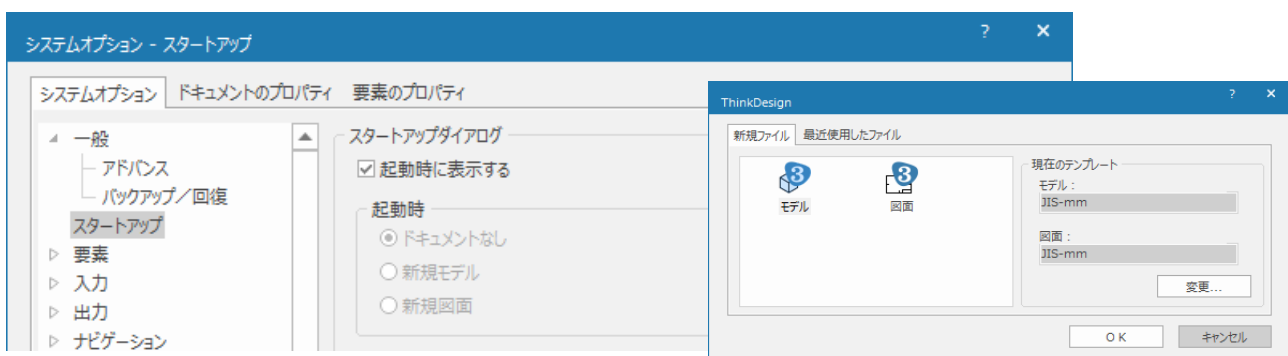 システムオプション - スタートアップ
システムオプション ドキュメントのプロパティ 要素のプロパティ
一般
アドバンス
バックアップ／回復
スタートアップ
要素
入力
出力
ナビゲーション
スタートアップダイアログ
起動時に表示する
起動時
ドキュメントなし
新規モデル
新規図面
ThinkDesign
新規ファイル 最近使用したファイル
モデル 図面
現在のテンプレート
モデル :
JIS-mm
図面 :
JIS-mm
変更...
OK キャンセル